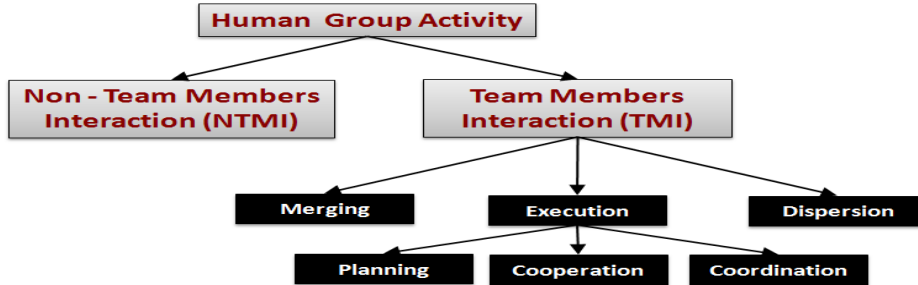 Human Group Activity
Non - Team Members
Interaction (NTMI)
Team Members
Interaction (TMI)
Merging
Execution
Dispersion
Planning
Cooperation
Coordination